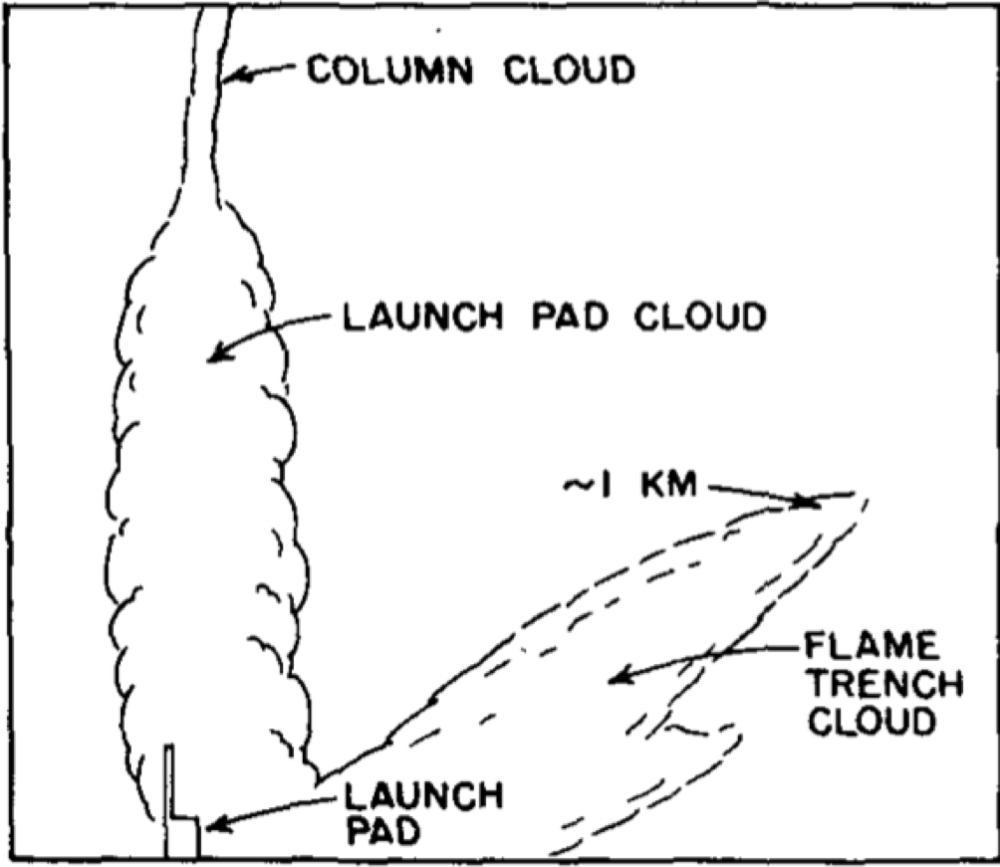 COLUMN CLOUD
LAUNCH PAD CLOUD
~1 KM
FLAME
TRENCH
CLOUD
LAUNCH
PAD